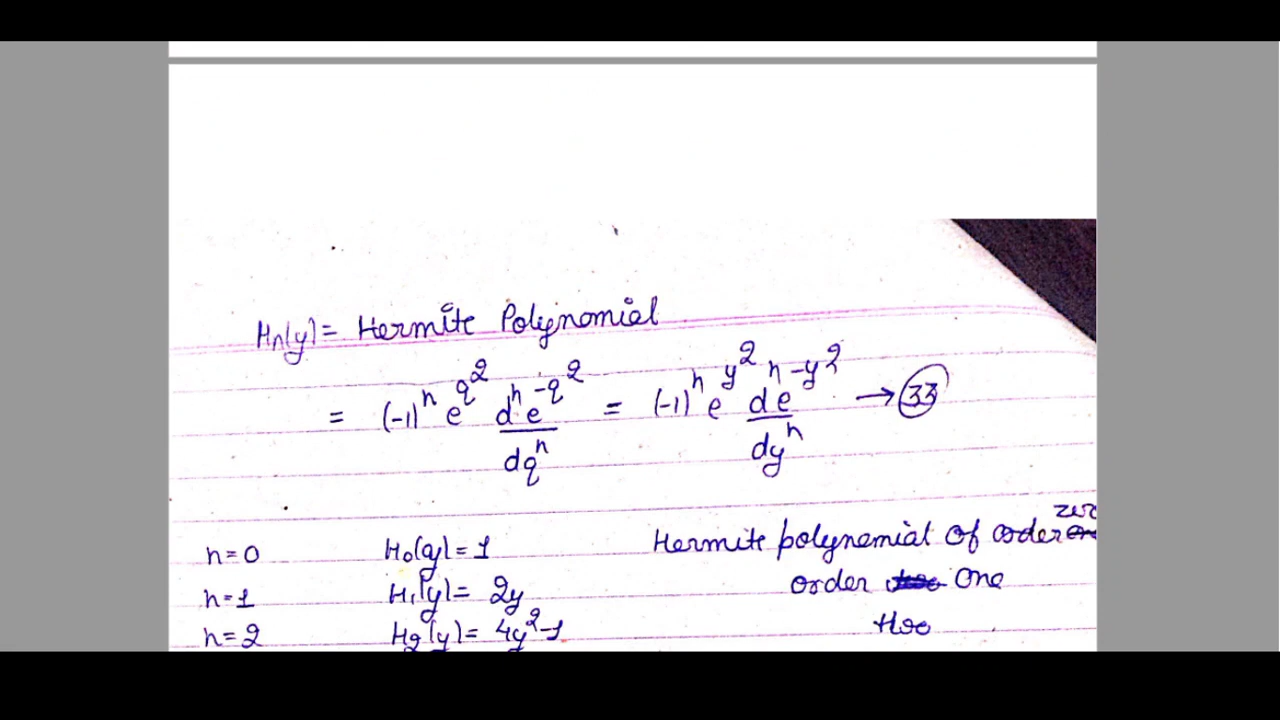 Hn(y) = Hermite Polynomial
= (-1)^n e^{q^2} d^n e^{-q^2}/dq^n = (-1)^n e^{y^2} d^n e^{-y^2}/dy^n → (33)
n=0 H0(y) = 1 Hermite polynomial of order zero
n=1 H1(y) = 2y order One
n=2 H2(y) = 4y^2-1 two